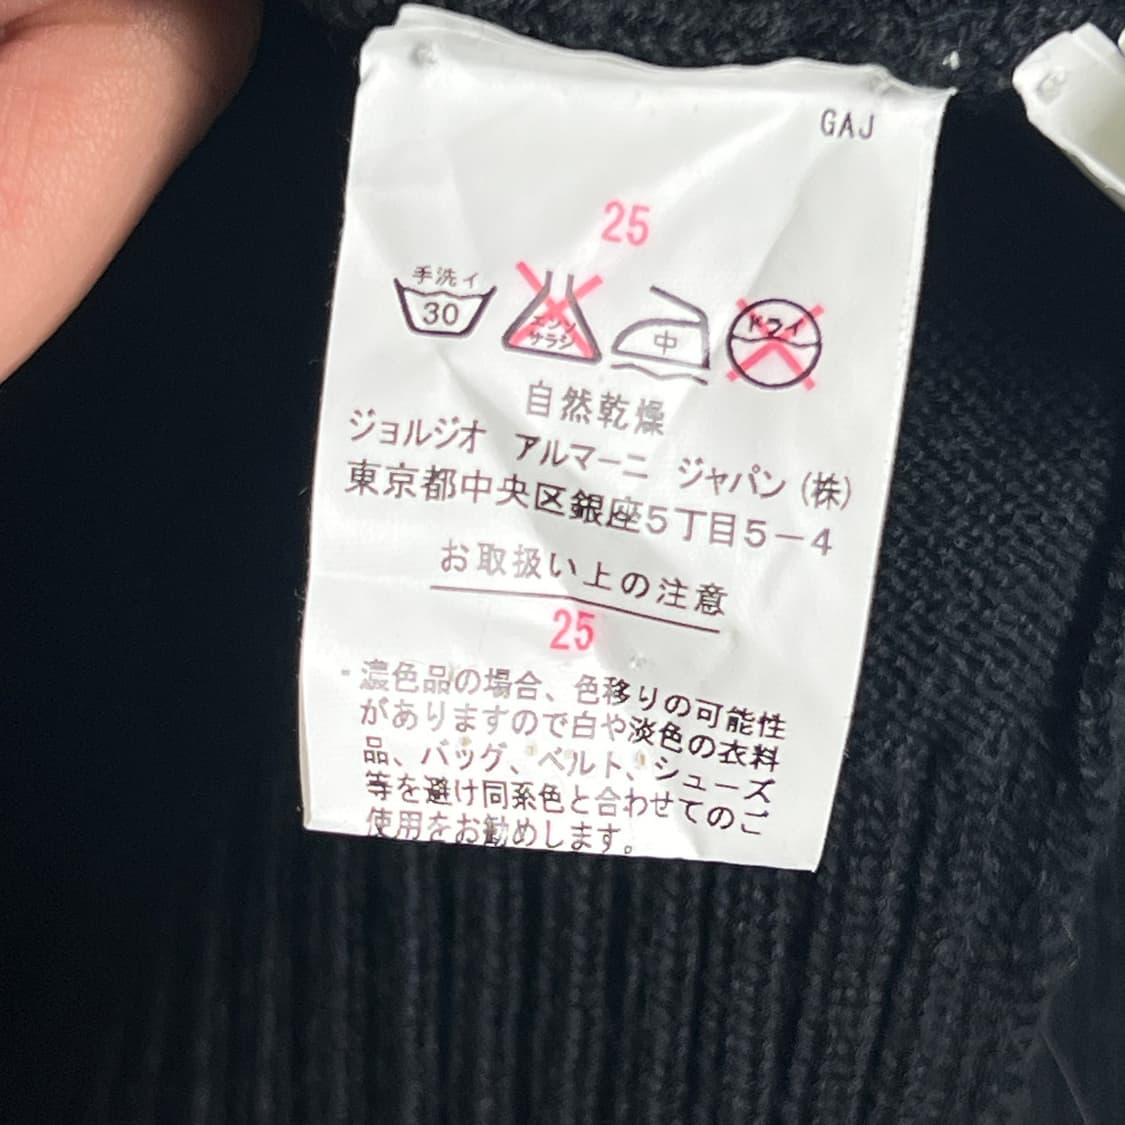 GAJ
25
手洗イ
30
エンソ
サラシ
中
ドライ
自然乾燥
ジョルジオ アルマーニ ジャパン(株)
東京都中央区銀座5丁目5-4
お取扱い上の注意
25
-濃色品の場合、色移りの可能性
がありますので白や淡色の衣料
品、バッグ、ベルト、シューズ
等を避け同系色と合わせてのご
使用をお勧めします。